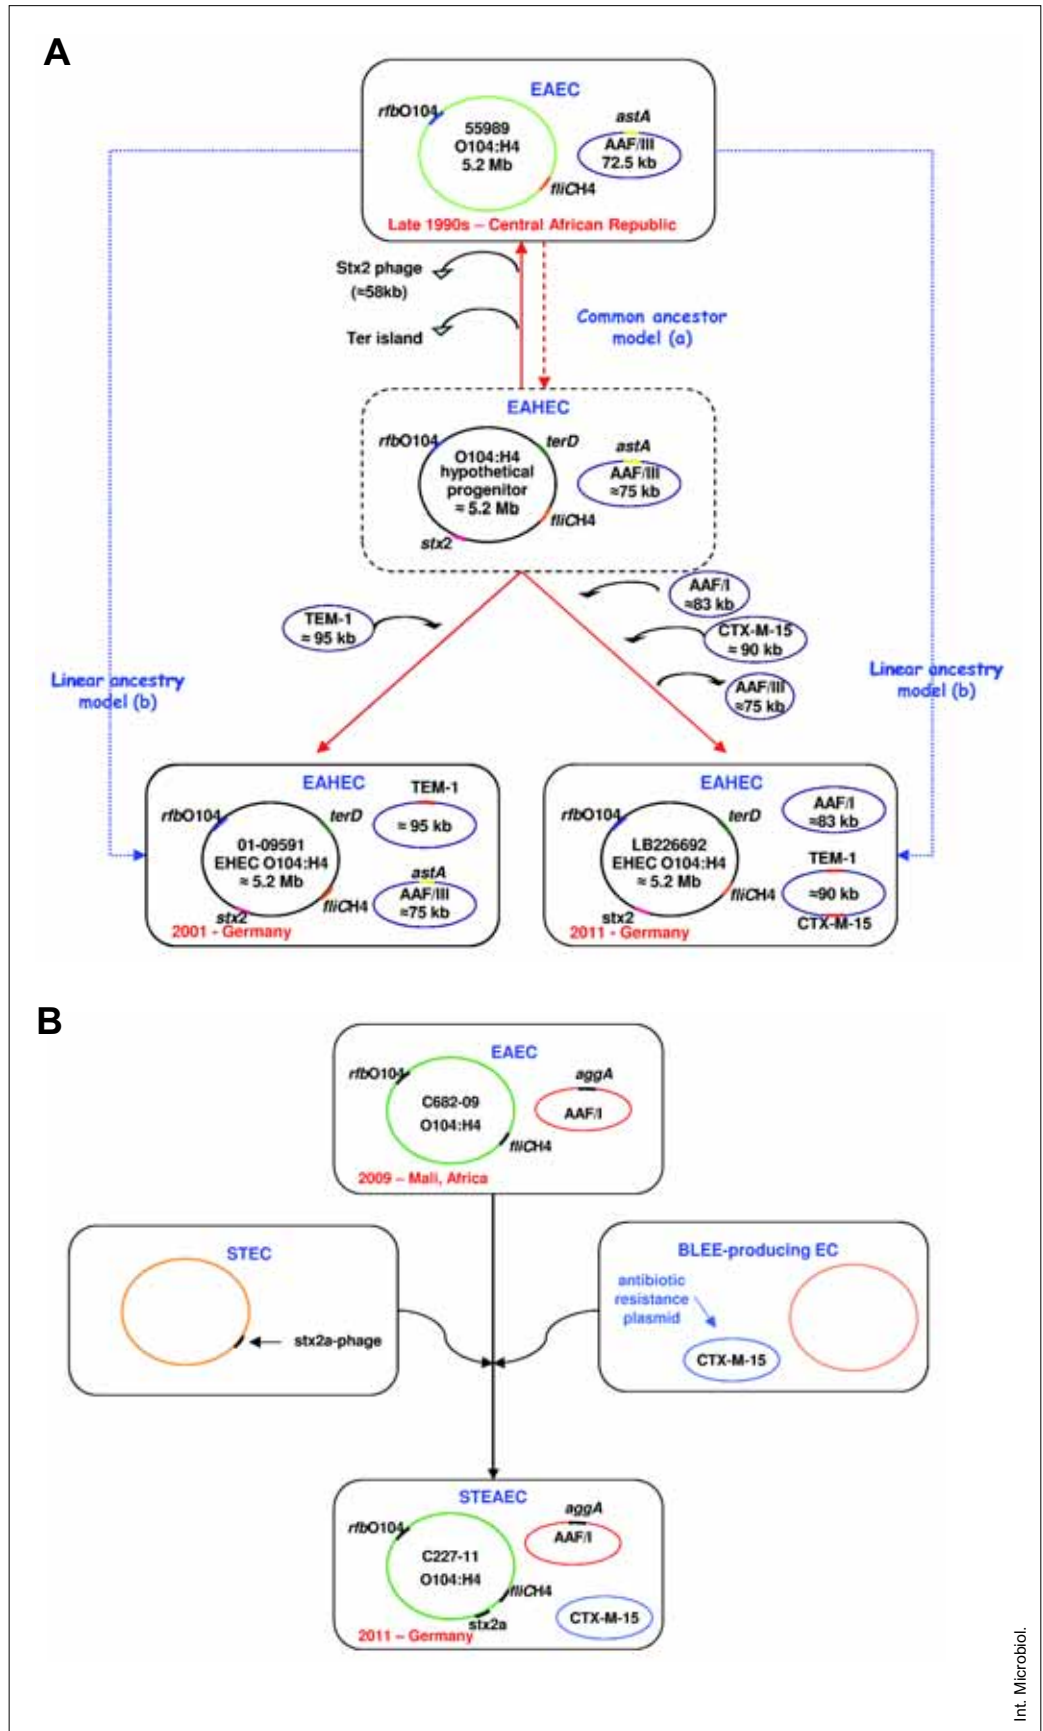 A
EAEC
rfbO104
55989
O104:H4
5.2 Mb
fliCH4
astA
AAF/III
72.5 kb
Late 1990s – Central African Republic
Stx2 phage
(≈58kb)
Ter island
Common ancestor
model (a)
EAHEC
rfbO104
terD
O104:H4
hypothetical
progenitor
≈ 5.2 Mb
fliCH4
stx2
astA
AAF/III
≈75 kb
TEM-1
≈ 95 kb
AAF/I
≈83 kb
CTX-M-15
≈ 90 kb
AAF/III
≈75 kb
Linear ancestry
model (b)
Linear ancestry
model (b)
EAHEC
rfbO104
terD
01-09591
EHEC O104:H4
≈ 5.2 Mb
fliCH4
stx2
TEM-1
≈ 95 kb
astA
AAF/III
≈75 kb
2001 - Germany
EAHEC
rfbO104
terD
LB226692
EHEC O104:H4
≈ 5.2 Mb
fliCH4
stx2
AAF/I
≈83 kb
TEM-1
≈90 kb
CTX-M-15
2011 - Germany
B
EAEC
rfbO104
C682-09
O104:H4
fliCH4
aggA
AAF/I
2009 – Mali, Africa
STEC
stx2a-phage
BLEE-producing EC
antibiotic
resistance
plasmid
CTX-M-15
STEAEC
rfbO104
C227-11
O104:H4
fliCH4
stx2a
aggA
AAF/I
CTX-M-15
2011 – Germany
Int. Microbiol.